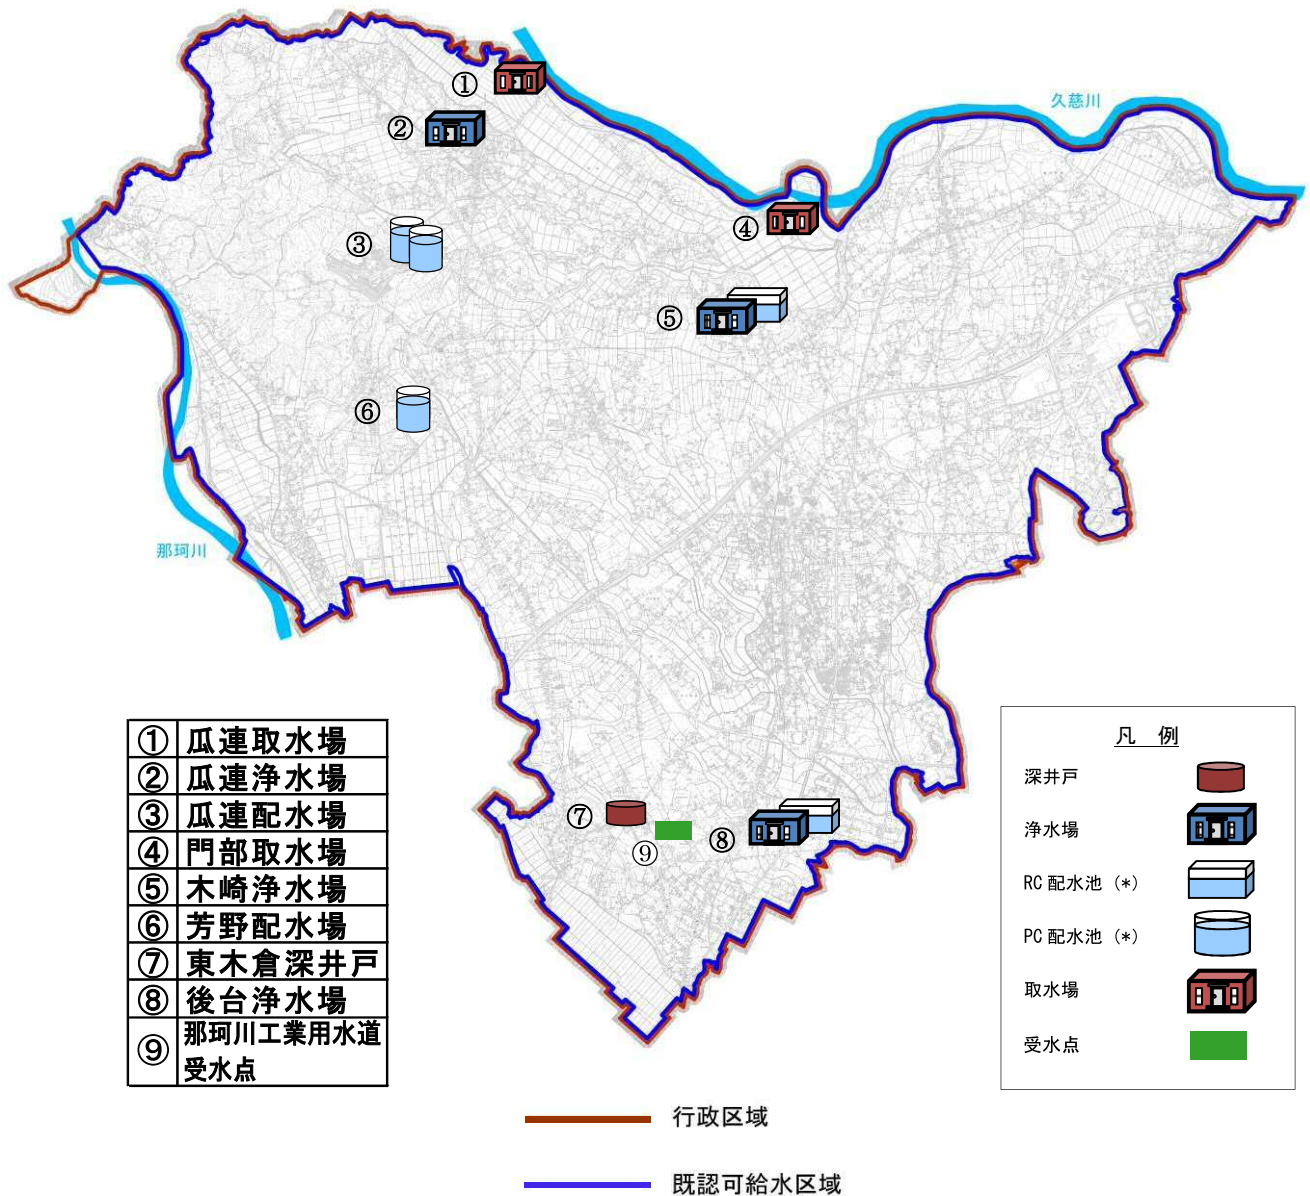 ①
②
久慈川
③
④
⑤
⑥
那珂川
⑦
⑧
⑨
① 瓜連取水場
② 瓜連浄水場
③ 瓜連配水場
④ 門部取水場
⑤ 木崎浄水場
⑥ 芳野配水場
⑦ 東木倉深井戸
⑧ 後台浄水場
⑨ 那珂川工業用水道
受水点
凡 例
深井戸
浄水場
RC 配水池 (*)
PC 配水池 (*)
取水場
受水点
行政区域
既認可給水区域